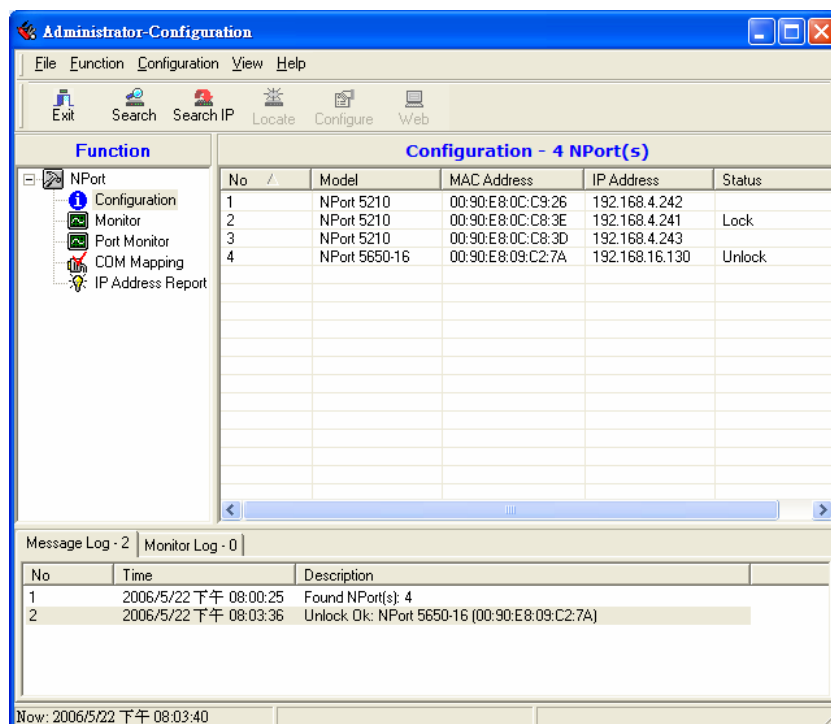 Administrator-Configuration
File Function Configuration View Help
Exit Search Search IP Locate Configure Web
Function
NPort
Configuration
Monitor
Port Monitor
COM Mapping
IP Address Report
Configuration - 4 NPort(s)
No Model MAC Address IP Address Status
1 NPort 5210 00:90:E8:0C:C9:26 192.168.4.242
2 NPort 5210 00:90:E8:0C:C8:3E 192.168.4.241 Lock
3 NPort 5210 00:90:E8:0C:C8:3D 192.168.4.243
4 NPort 5650-16 00:90:E8:09:C2:7A 192.168.16.130 Unlock
Message Log - 2 Monitor Log - 0
No Time Description
1 2006/5/22 下午 08:00:25 Found NPort(s): 4
2 2006/5/22 下午 08:03:36 Unlock Ok: NPort 5650-16 (00:90:E8:09:C2:7A)
Now: 2006/5/22 下午 08:03:40